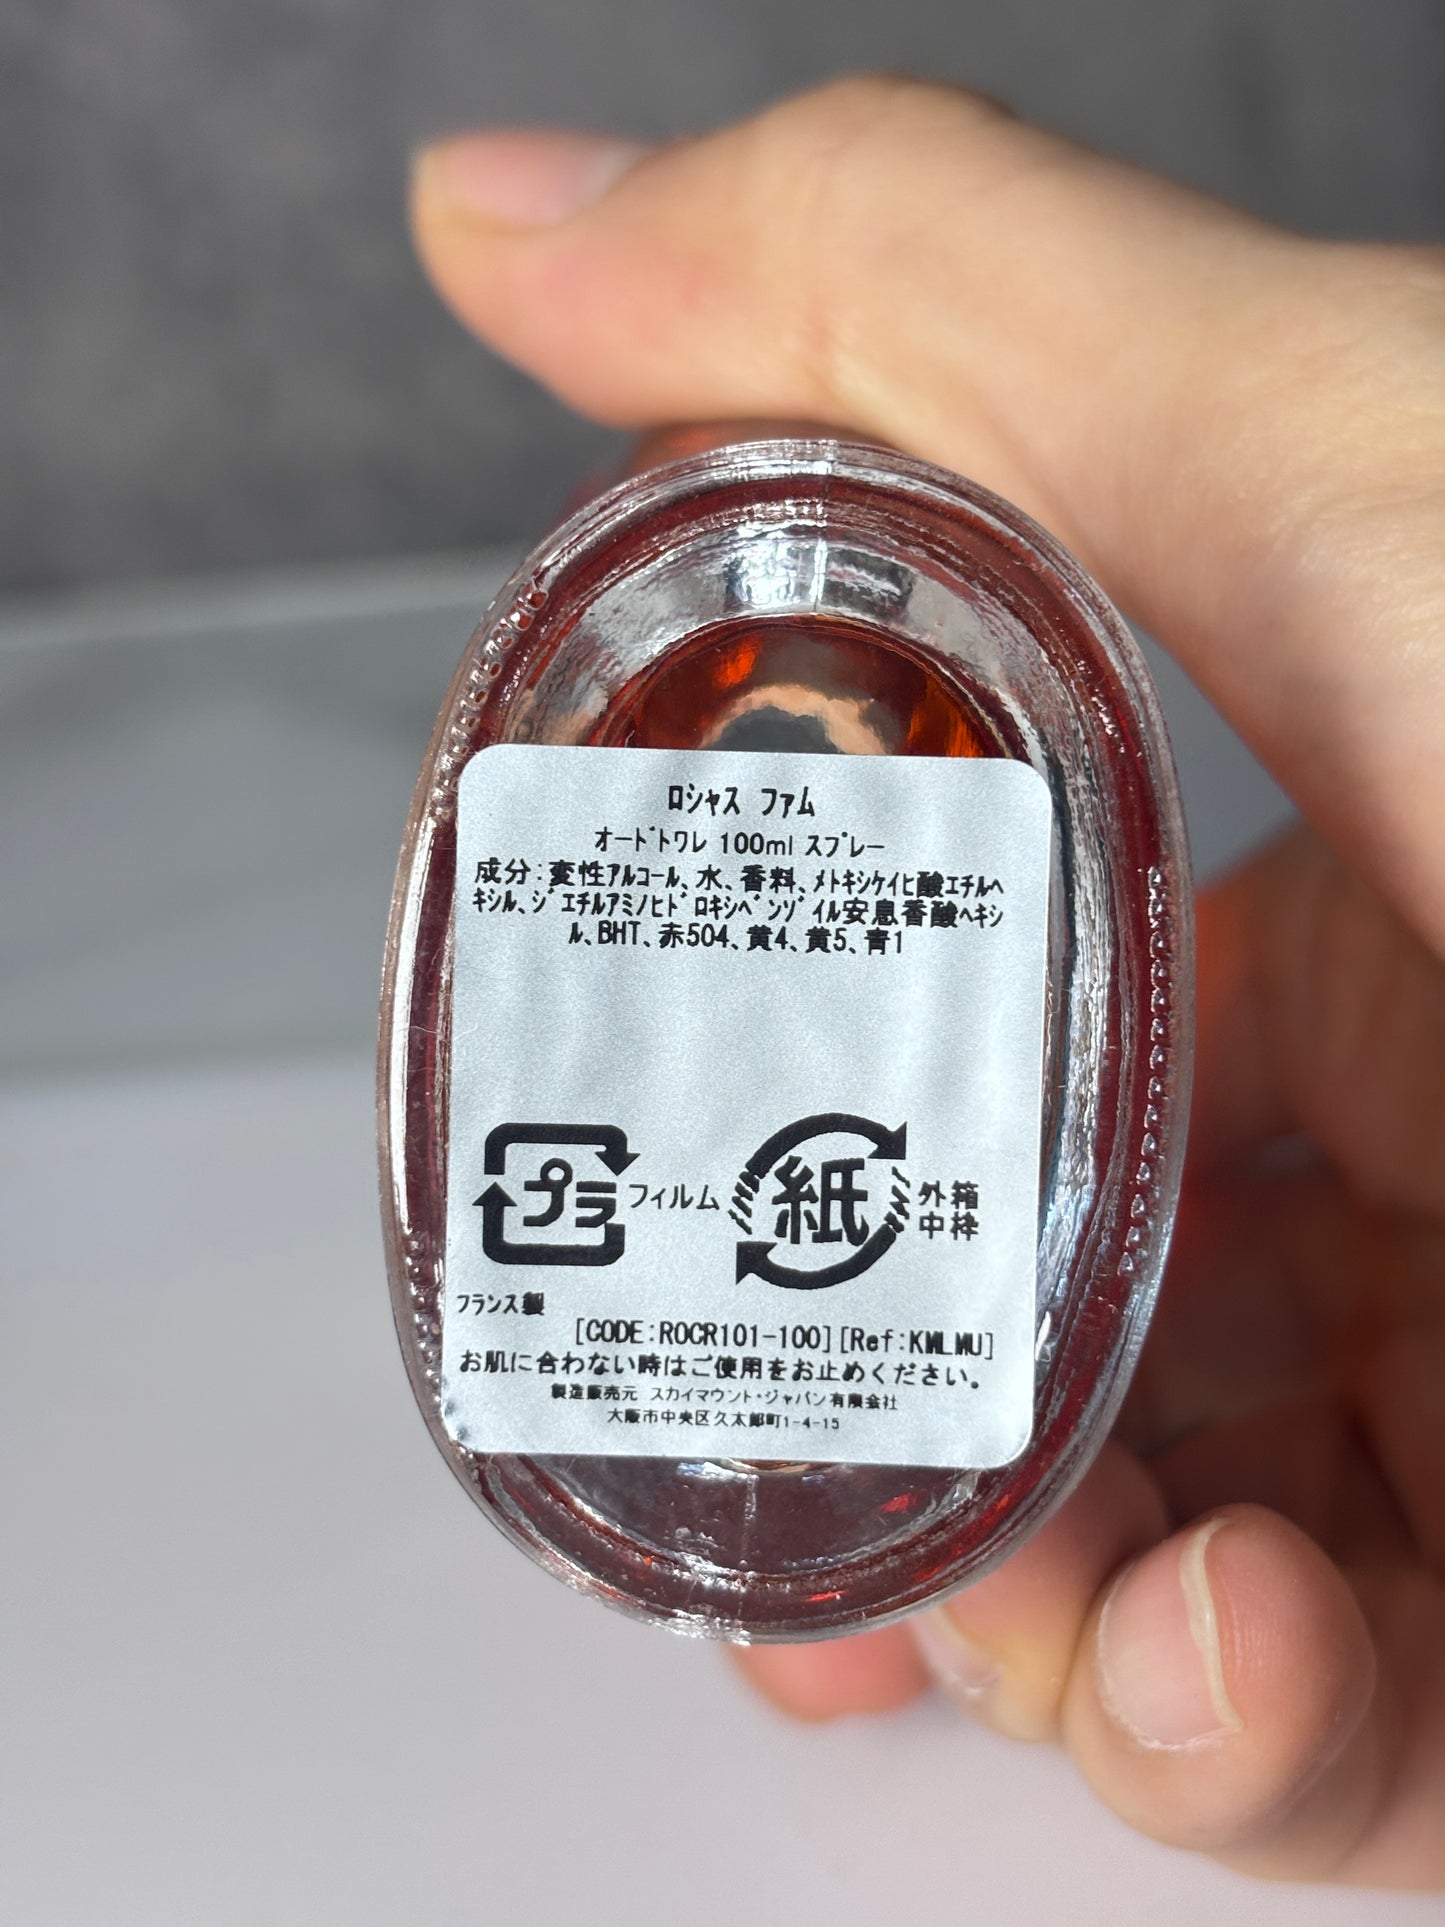 ロシャス ファム
オードトワレ 100ml スプレー
成分:変性アルコール、水、香料、メトキシケイヒ酸エチルヘ
キシル、ジエチルアミノヒドロキシベンゾイル安息香酸ヘキシ
ル、BHT、赤504、黄4、黄5、青1
プラ フィルム 紙 外箱
中枠
フランス製
[CODE:ROCR101-100][Ref:KMLMU]
お肌に合わない時はご使用をお止めください。
製造販売元 スカイマウント・ジャパン有限会社
大阪市中央区久太郎町1-4-15